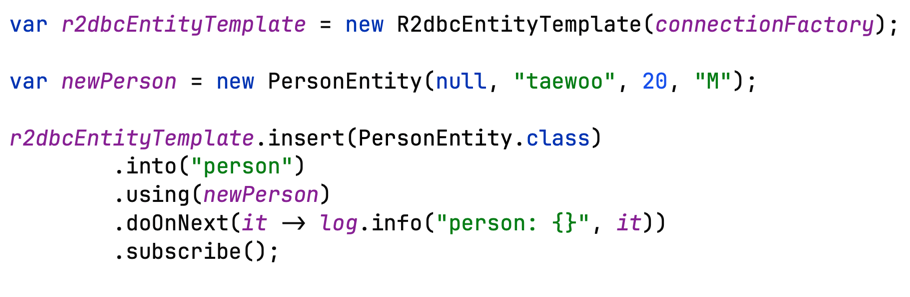 var r2dbcEntityTemplate = new R2dbcEntityTemplate(connectionFactory);
var newPerson = new PersonEntity(null, "taewoo", 20, "M");
r2dbcEntityTemplate.insert(PersonEntity.class)
.into("person")
.using(newPerson)
.doOnNext(it → log.info("person: {}", it))
.subscribe();